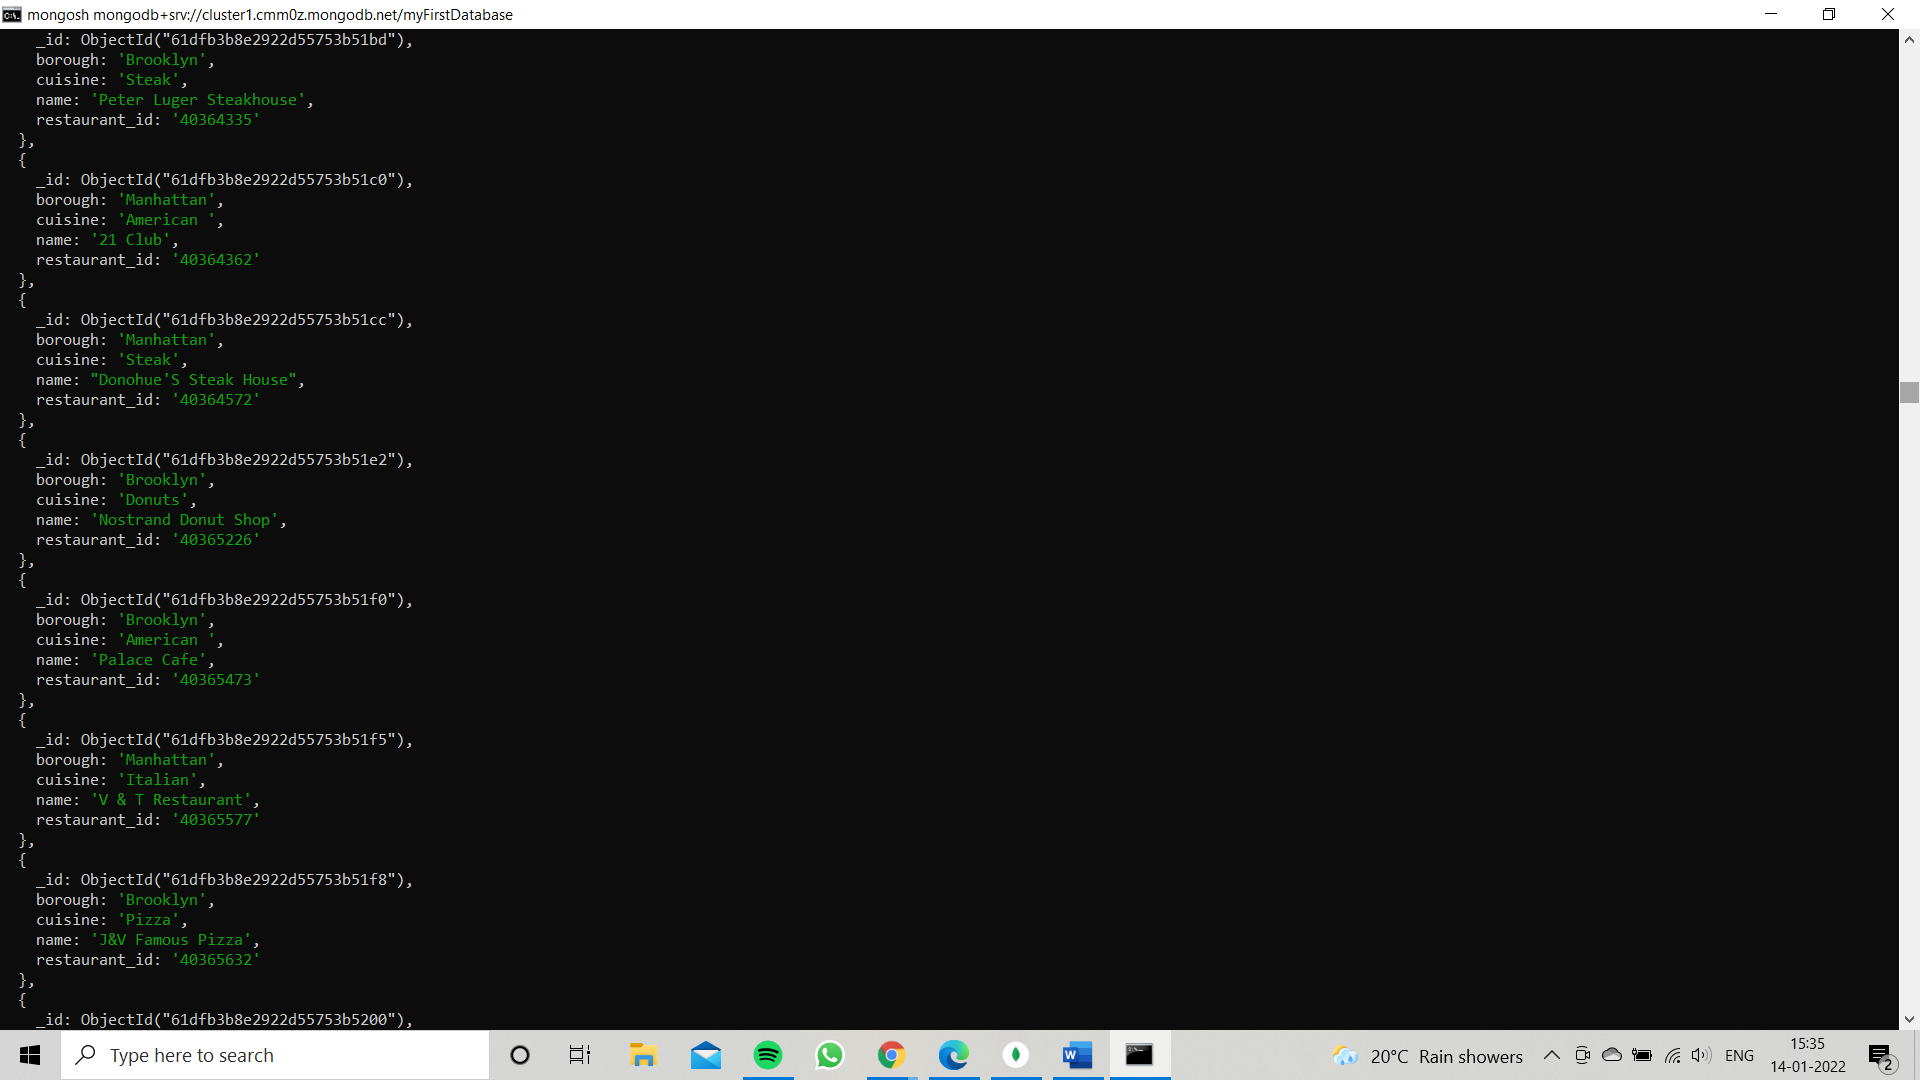 mongosh mongodb+srv://cluster1.cmm0z.mongodb.net/myFirstDatabase
_id: ObjectId("61dfb3b8e2922d55753b51bd"),
borough: 'Brooklyn',
cuisine: 'Steak',
name: 'Peter Luger Steakhouse',
restaurant_id: '40364335'
},
{
_id: ObjectId("61dfb3b8e2922d55753b51c0"),
borough: 'Manhattan',
cuisine: 'American ',
name: '21 Club',
restaurant_id: '40364362'
},
{
_id: ObjectId("61dfb3b8e2922d55753b51cc"),
borough: 'Manhattan',
cuisine: 'Steak',
name: "Donohue'S Steak House",
restaurant_id: '40364572'
},
{
_id: ObjectId("61dfb3b8e2922d55753b51e2"),
borough: 'Brooklyn',
cuisine: 'Donuts',
name: 'Nostrand Donut Shop',
restaurant_id: '40365226'
},
{
_id: ObjectId("61dfb3b8e2922d55753b51f0"),
borough: 'Brooklyn',
cuisine: 'American ',
name: 'Palace Cafe',
restaurant_id: '40365473'
},
{
_id: ObjectId("61dfb3b8e2922d55753b51f5"),
borough: 'Manhattan',
cuisine: 'Italian',
name: 'V & T Restaurant',
restaurant_id: '40365577'
},
{
_id: ObjectId("61dfb3b8e2922d55753b51f8"),
borough: 'Brooklyn',
cuisine: 'Pizza',
name: 'J&V Famous Pizza',
restaurant_id: '40365632'
},
{
_id: ObjectId("61dfb3b8e2922d55753b5200"),
Type here to search
20°C Rain showers
ENG
15:35
14-01-2022
2